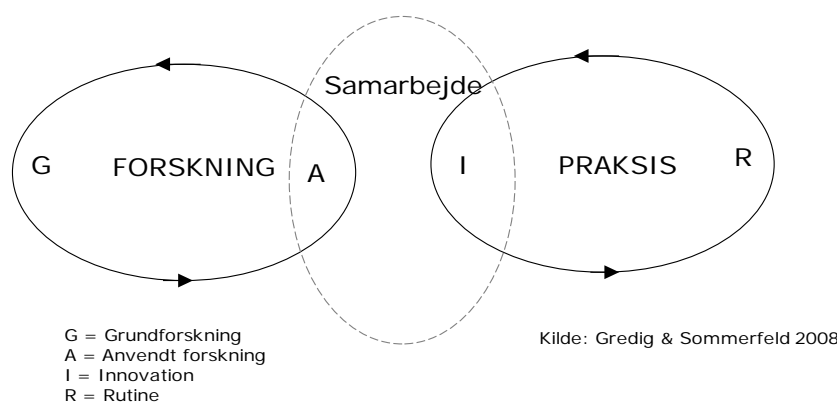 Samarbejde
G
FORSKNING
A
I
PRAKSIS
R
G = Grundforskning
A = Anvendt forskning
I = Innovation
R = Rutine
Kilde: Gredig & Sommerfeld 2008